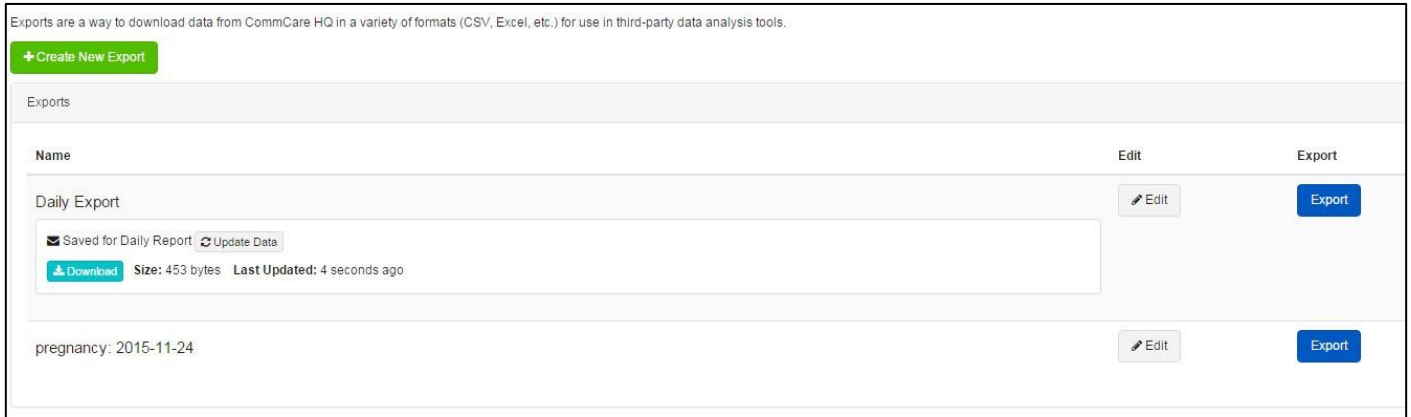 Exports are a way to download data from CommCare HQ in a variety of formats (CSV, Excel, etc.) for use in third-party data analysis tools.
+Create New Export
Exports
Name Edit Export
Daily Export Edit Export
Saved for Daily Report Update Data
Download Size: 453 bytes Last Updated: 4 seconds ago
pregnancy: 2015-11-24 Edit Export